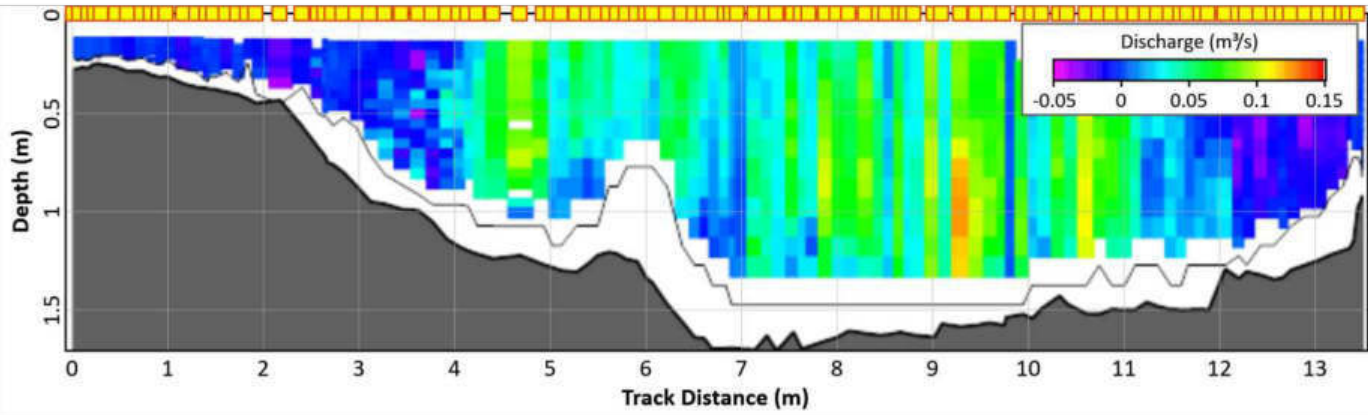 0
Discharge (m³/s)
-0.05 0 0.05 0.1 0.15
0.5
1
1.5
Depth (m)
0 1 2 3 4 5 6 7 8 9 10 11 12 13
Track Distance (m)